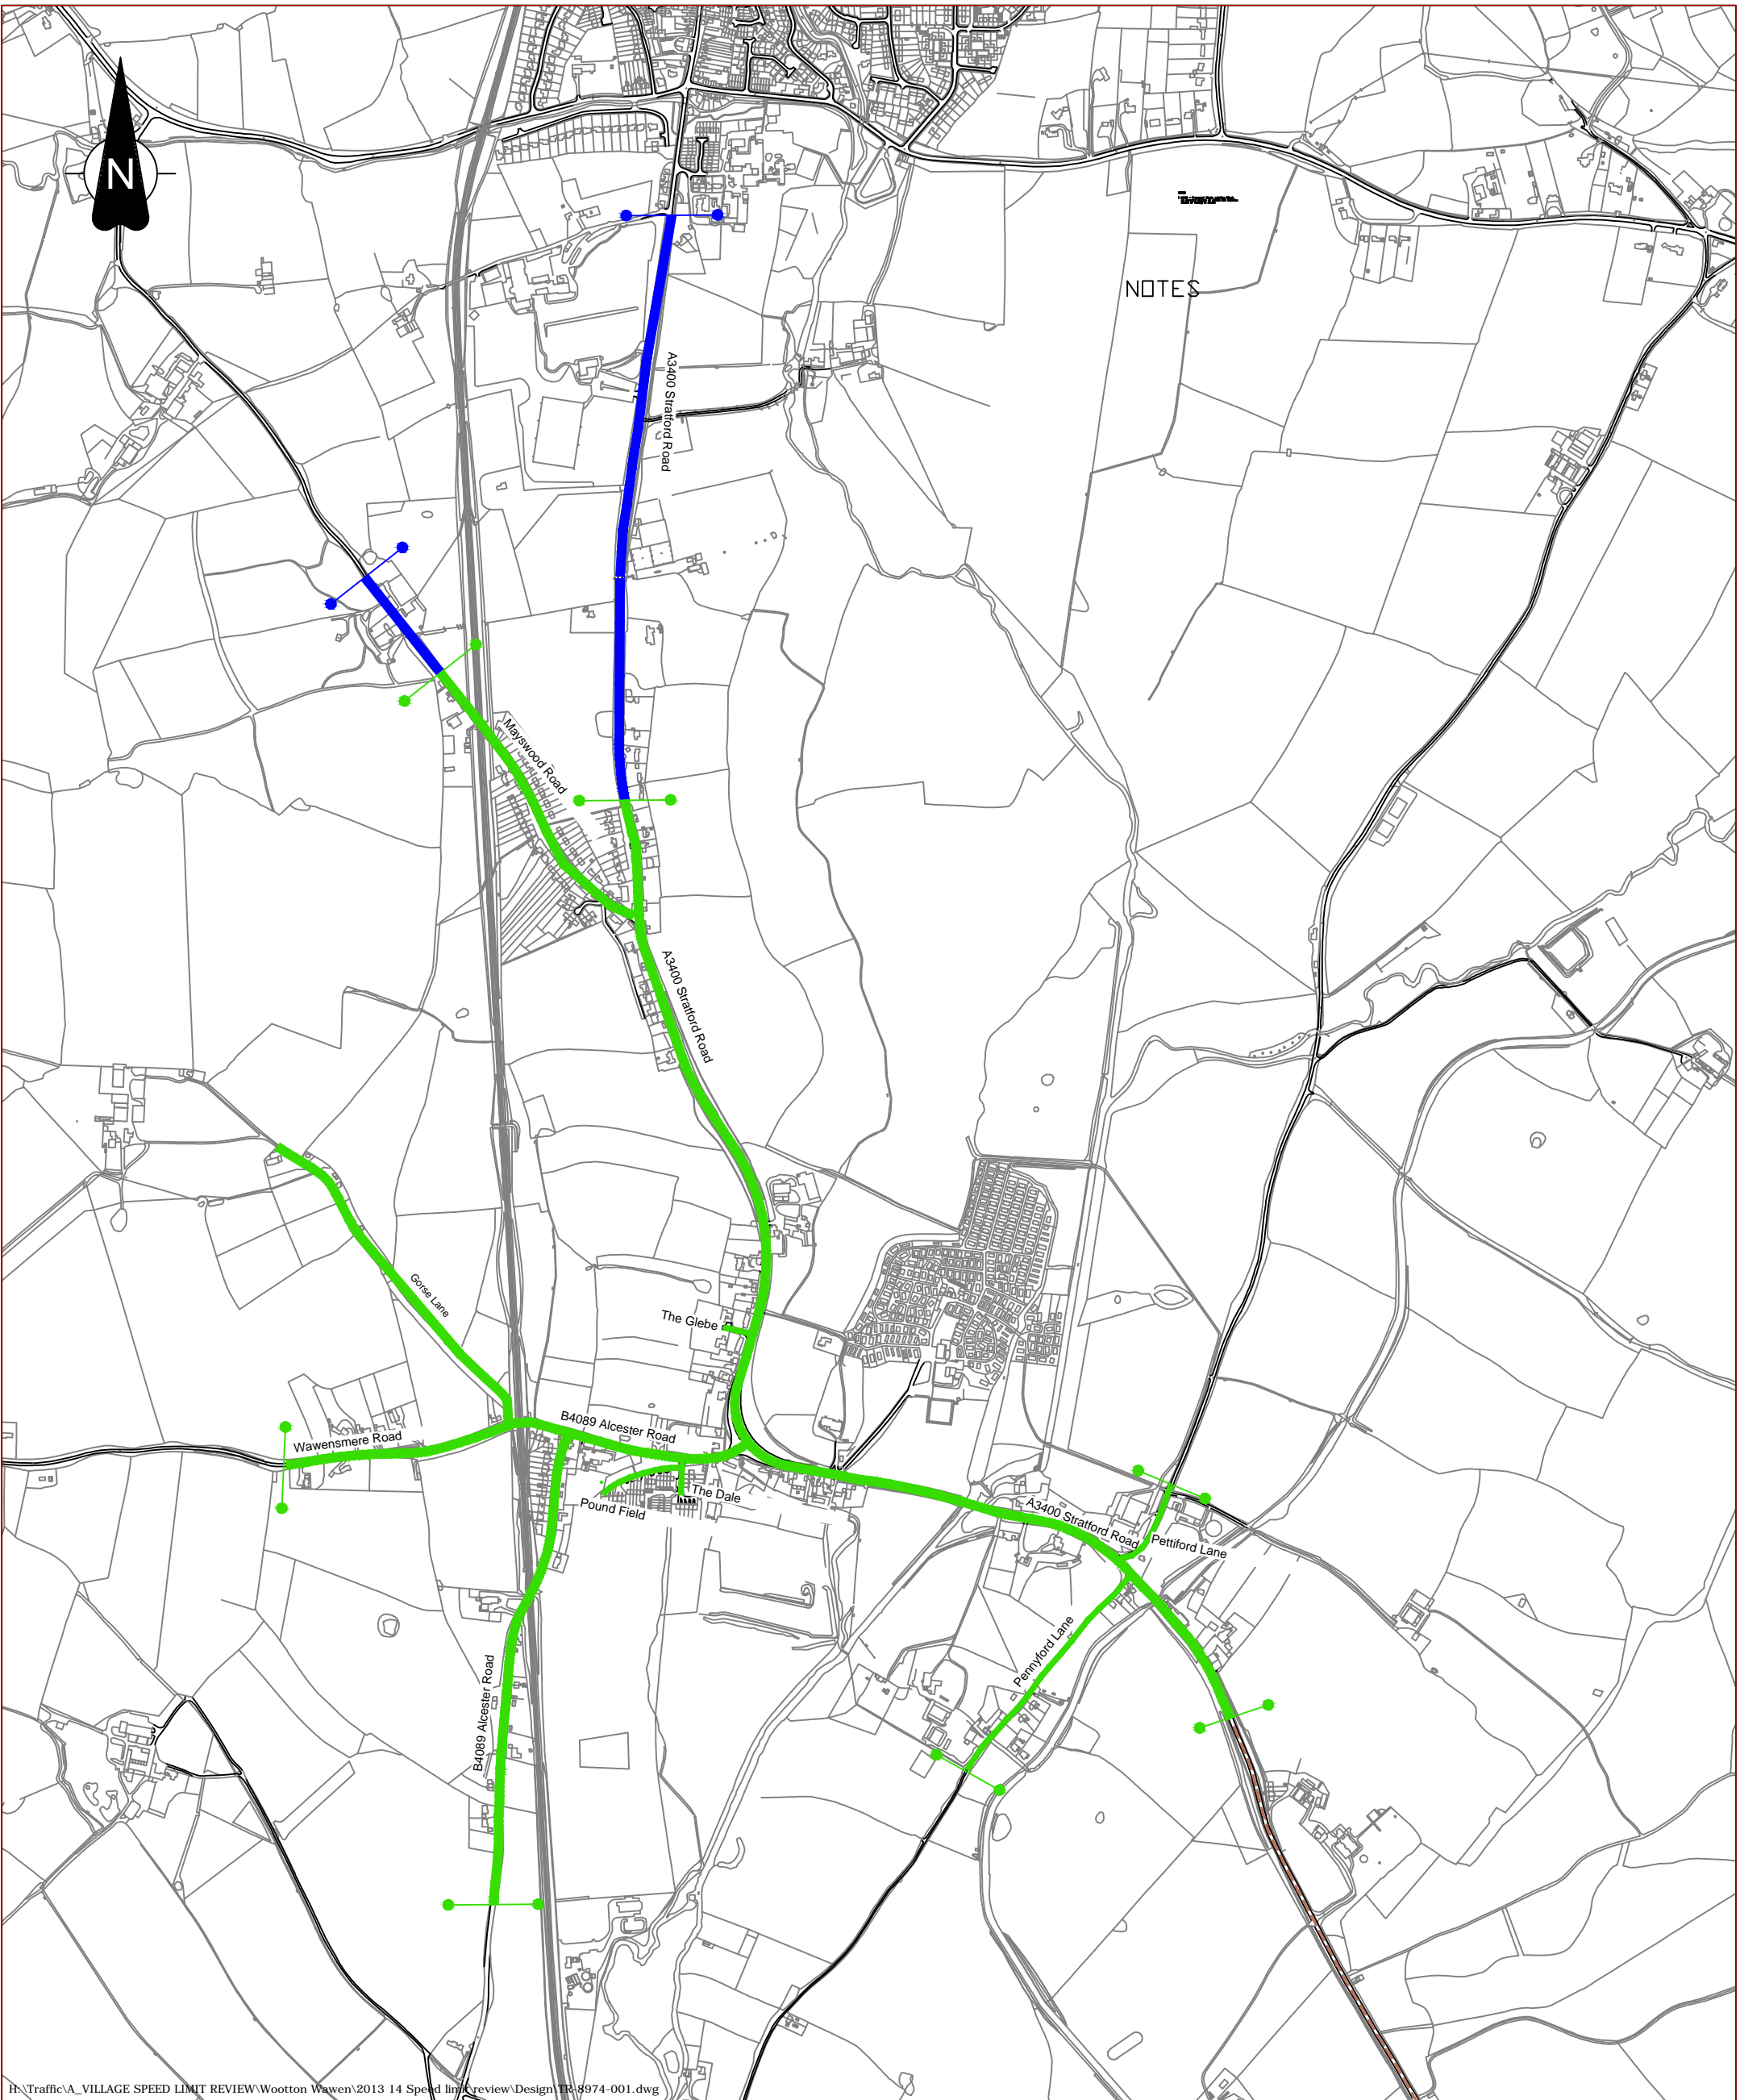 N
NOTES
A3400 Stratford Road
Mayswood Road
A3400 Stratford Road
Gorse Lane
The Glebe
B4089 Alcester Road
Wawensmere Road
The Dale
Pound Field
A3400 Stratford Road
Pettiford Lane
Pennyford Lane
B4089 Alcester Road
H:\Traffic\A_VILLAGE SPEED LIMIT REVIEW\Wootton Wawen\2013 14 Speed limit review\Design\TR-8974-001.dwg